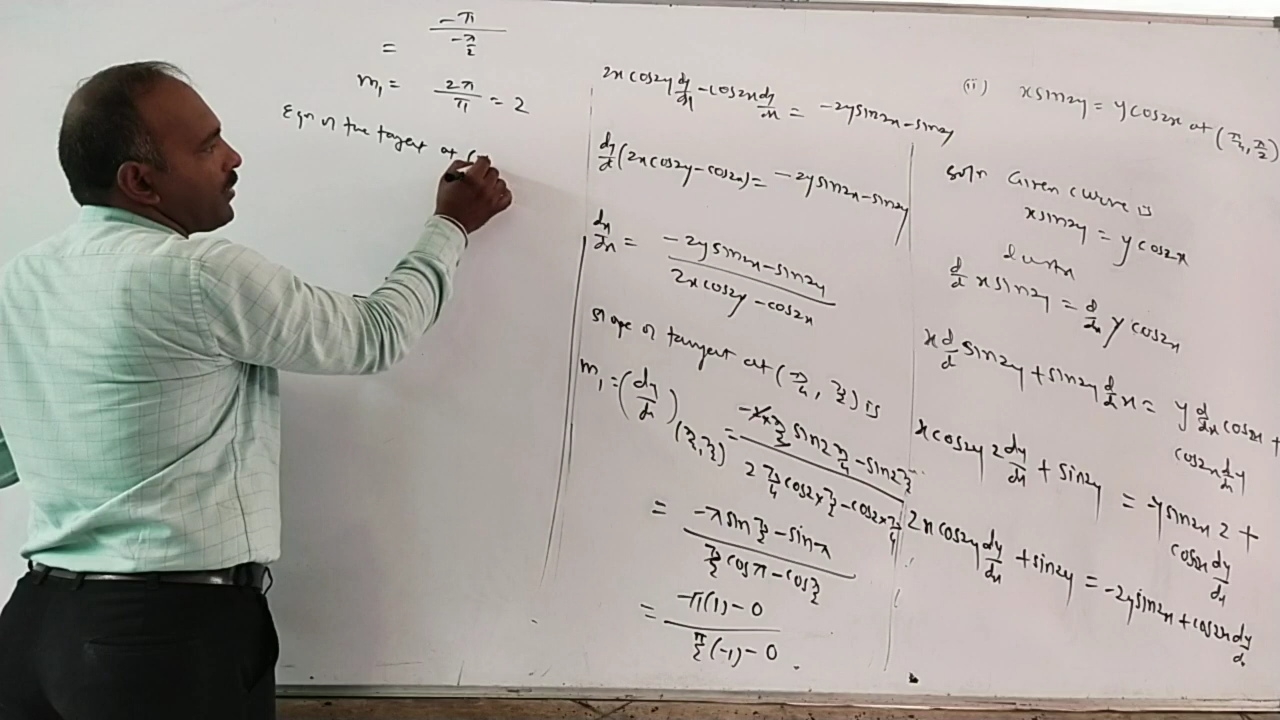 (ii) x sin2y = y cos2x at (π/4, π/2)
Soln Given curve is
x sin2y = y cos2x
d/d x sin2y = d/dx y cos2x
x d/d sin2y + sin2y d/d x = y d/dx cos2x +
cos2x dy/dx
x cos2y 2 dy/dx + sin2y = -y sin2x 2 +
cos2x dy/dx
2x cos2y dy/dx + sin2y = -2y sin2x + cos2x dy/d
2x cos2y dy/dx - cos2x dy/dx = -2y sin2x - sin2y
dy/dx (2x cos2y - cos2x) = -2y sin2x - sin2y
dy/dx = (-2y sin2x - sin2y)/(2x cos2y - cos2x)
Slope of tangent at (π/4, π/2) is
m₁ = (dy/dx)
(π/4, π/2)
= (-2×π/2 sin2 π/4 - sin2 π/2)/(2 π/4 cos2×π/2 - cos2×π/4)
= (-π sin π/2 - sin π)/(π/2 cos π - cos π/2)
= (-π(1) - 0)/(π/2 (-1) - 0)
= -π/(-π/2)
m₁ = 2π/π = 2
Eqn of the tangent at (π